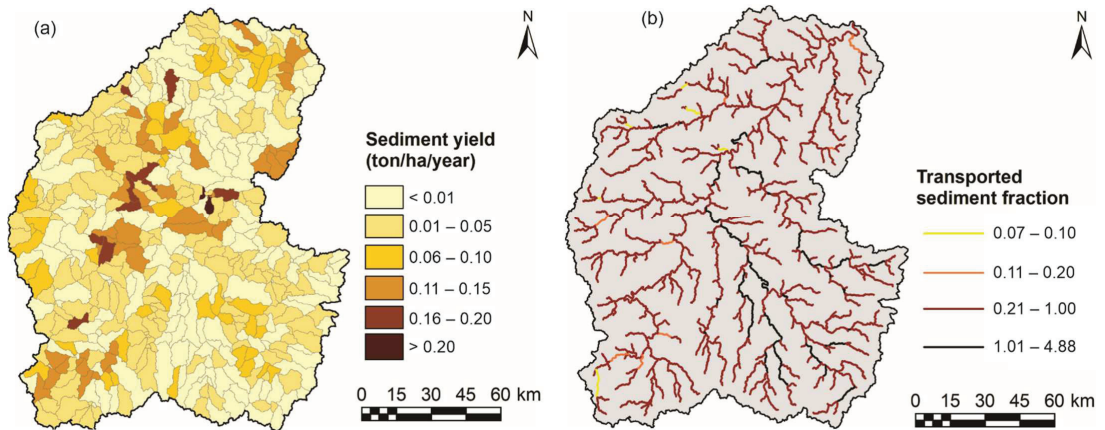 (a)
N
Sediment yield
(ton/ha/year)
< 0.01
0.01 – 0.05
0.06 – 0.10
0.11 – 0.15
0.16 – 0.20
> 0.20
0 15 30 45 60 km
(b)
N
Transported
sediment fraction
0.07 – 0.10
0.11 – 0.20
0.21 – 1.00
1.01 – 4.88
0 15 30 45 60 km